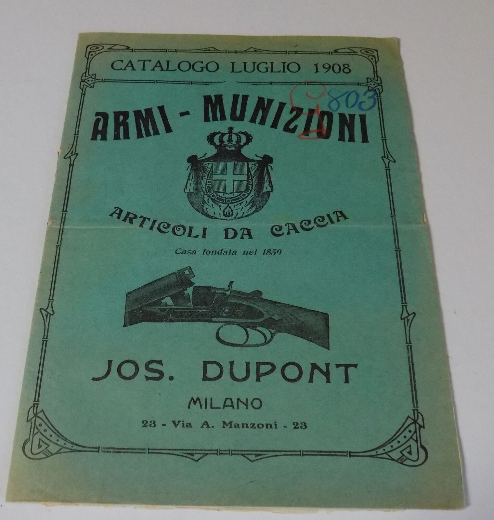 CATALOGO LUGLIO 1908
803
ARMI - MUNIZIONI
ARTICOLI DA CACCIA
Casa fondata nel 1859
JOS. DUPONT
MILANO
23 - Via A. Manzoni - 23